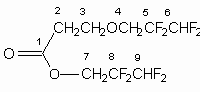 2 3 4 5 6
CH₂CH₂OCH₂CF₂CHF₂
1
O
7 8 9
O—CH₂CF₂CHF₂